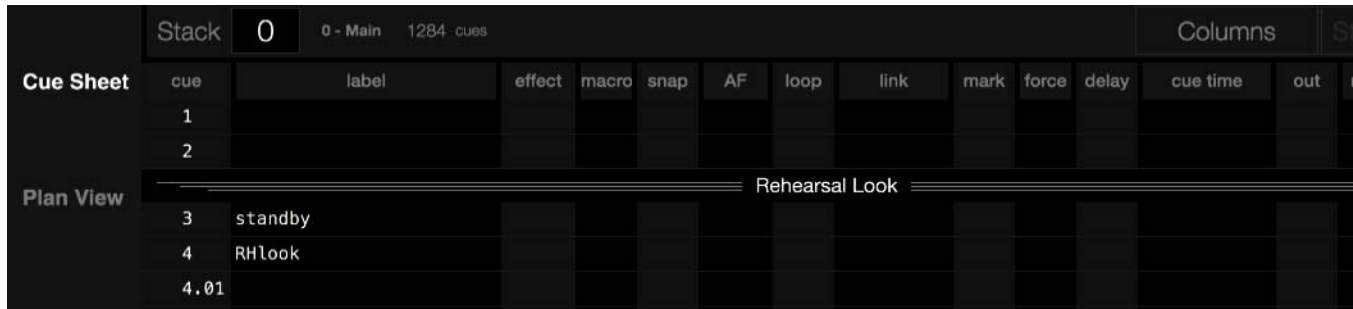 Stack 0 0 - Main 1284 cues Columns
Cue Sheet cue label effect macro snap AF loop link mark force delay cue time out
1
2
Rehearsal Look
Plan View
3 standby
4 RHlook
4.01